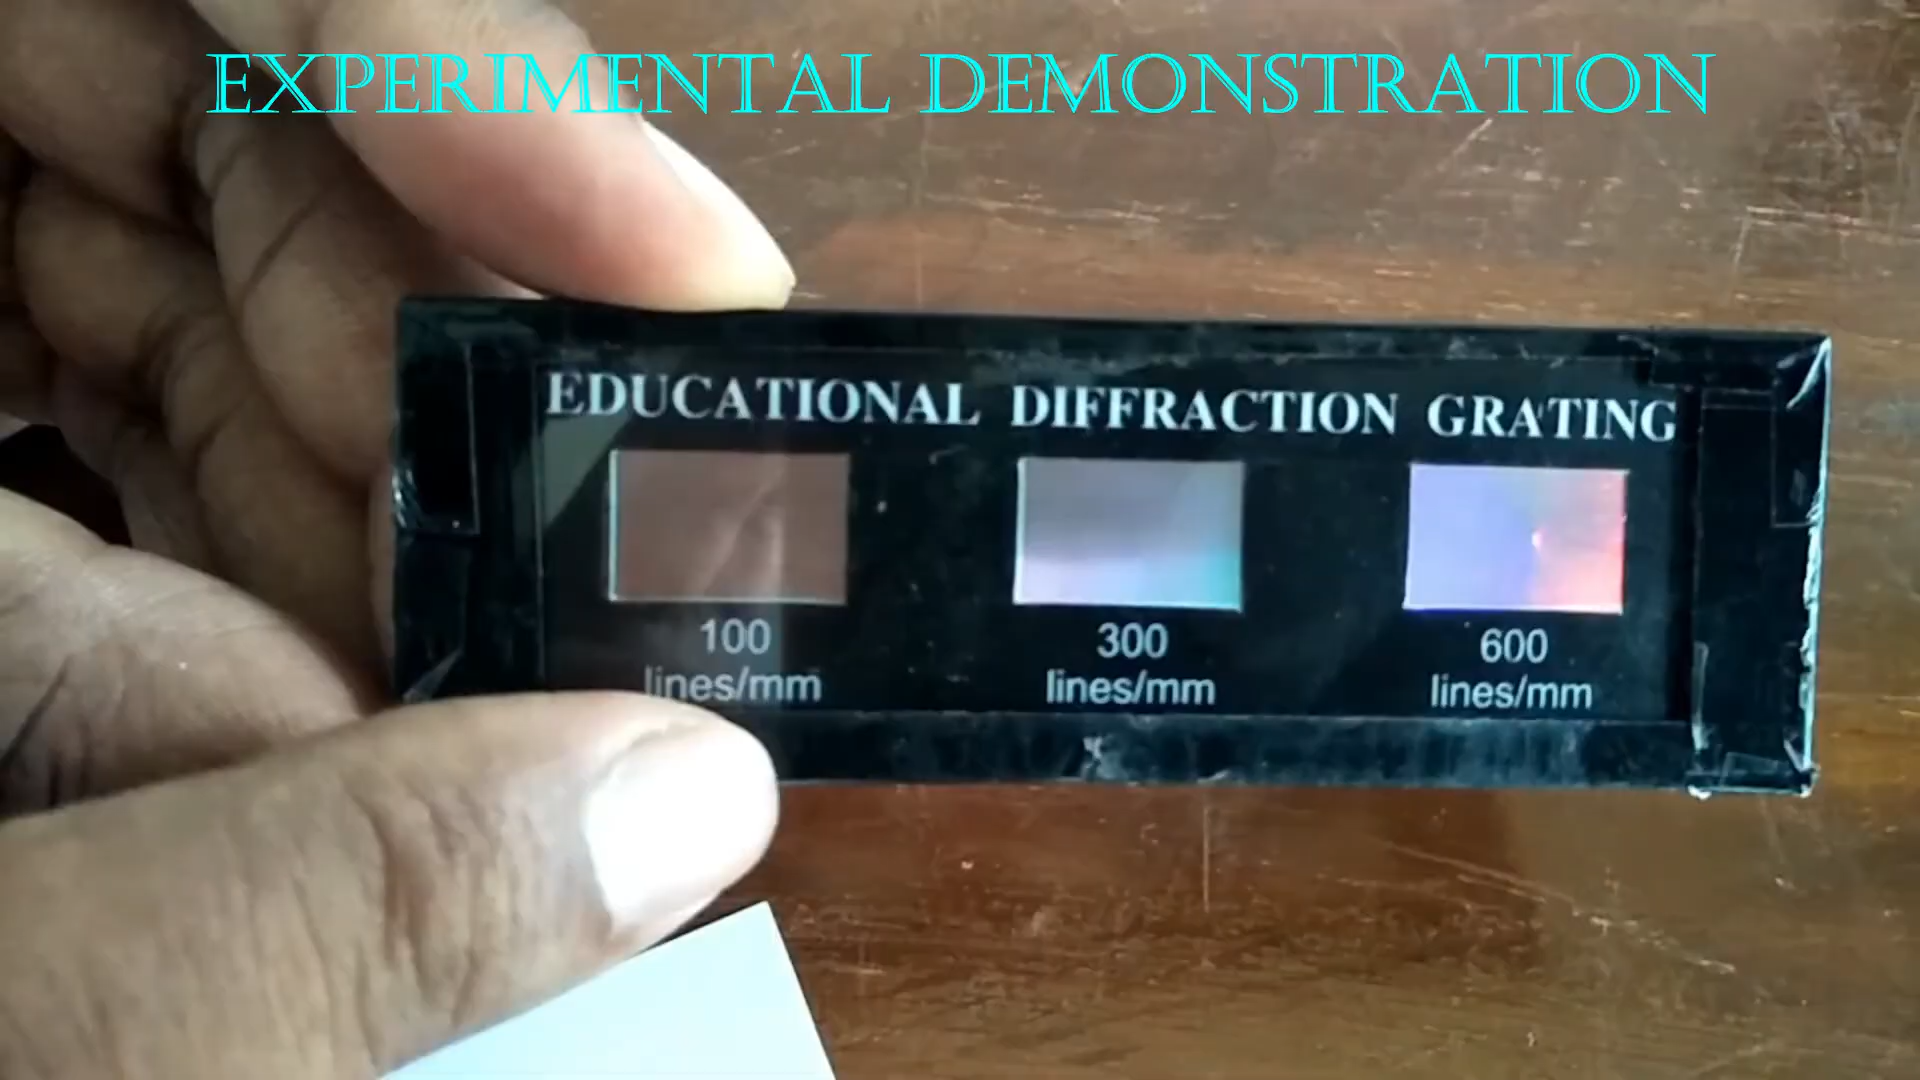 EXPERIMENTAL DEMONSTRATION
EDUCATIONAL DIFFRACTION GRATING
100
lines/mm
300
lines/mm
600
lines/mm